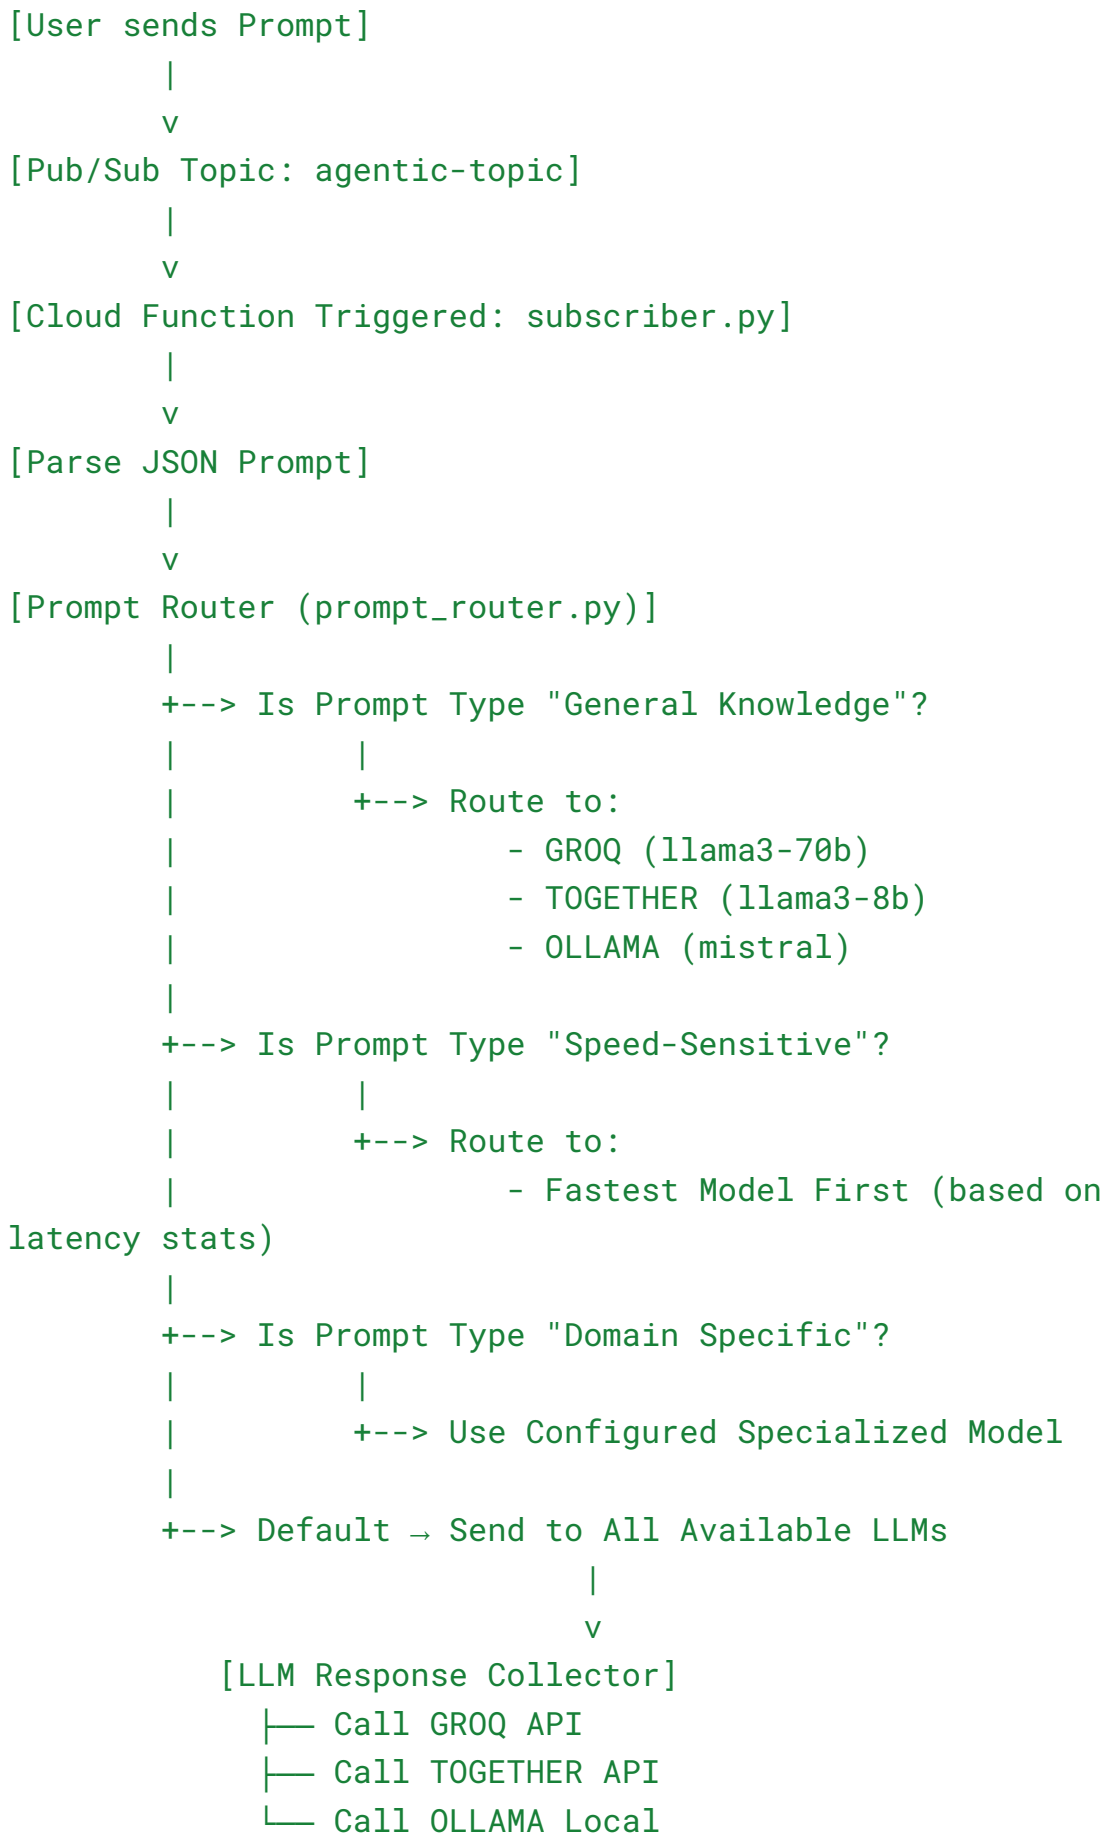 [User sends Prompt]
        |
        v
[Pub/Sub Topic: agentic-topic]
        |
        v
[Cloud Function Triggered: subscriber.py]
        |
        v
[Parse JSON Prompt]
        |
        v
[Prompt Router (prompt_router.py)]
        |
        +--> Is Prompt Type "General Knowledge"?
        |         |
        |         +--> Route to:
        |                 - GROQ (llama3-70b)
        |                 - TOGETHER (llama3-8b)
        |                 - OLLAMA (mistral)
        |
        +--> Is Prompt Type "Speed-Sensitive"?
        |         |
        |         +--> Route to:
        |                 - Fastest Model First (based on
latency stats)
        |
        +--> Is Prompt Type "Domain Specific"?
        |         |
        |         +--> Use Configured Specialized Model
        |
        +--> Default → Send to All Available LLMs
                              |
                              v
           [LLM Response Collector]
             ├── Call GROQ API
             ├── Call TOGETHER API
             └── Call OLLAMA Local